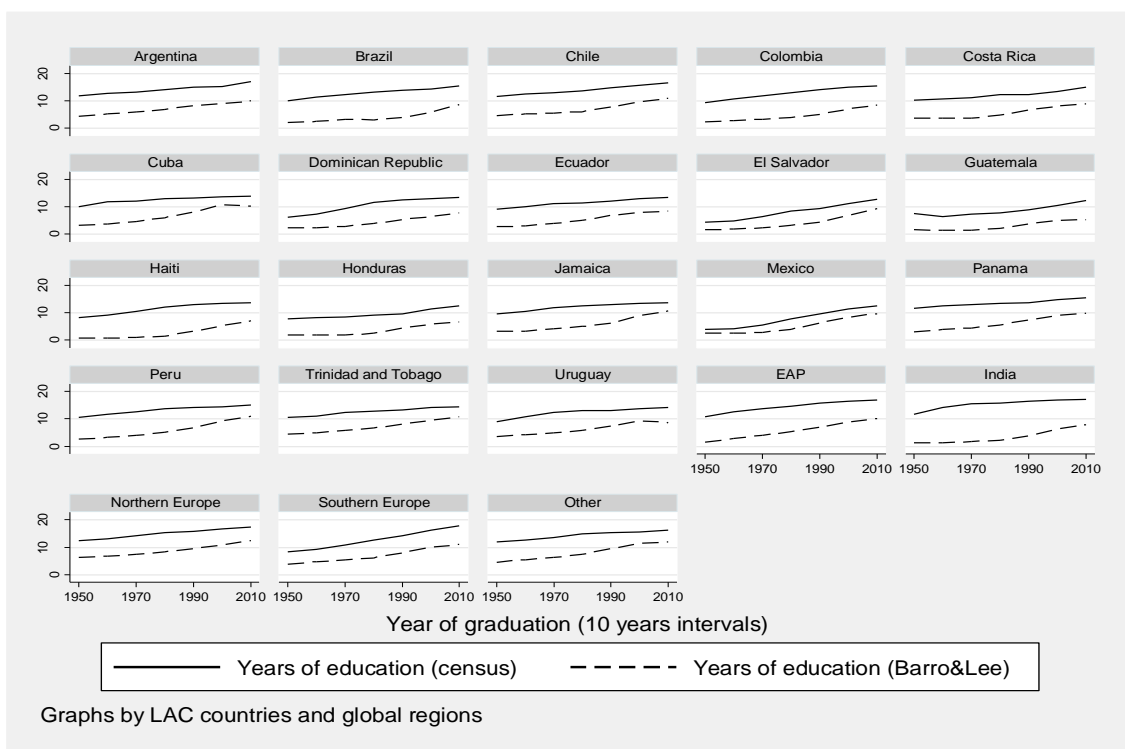 Argentina Brazil Chile Colombia Costa Rica
20
10
0
Cuba Dominican Republic Ecuador El Salvador Guatemala
20
10
0
Haiti Honduras Jamaica Mexico Panama
20
10
0
Peru Trinidad and Tobago Uruguay EAP India
20
10
0
1950 1970 1990 2010 1950 1970 1990 2010
Northern Europe Southern Europe Other
20
10
0
1950 1970 1990 2010 1950 1970 1990 2010 1950 1970 1990 2010
Year of graduation (10 years intervals)
Years of education (census) Years of education (Barro&Lee)
Graphs by LAC countries and global regions